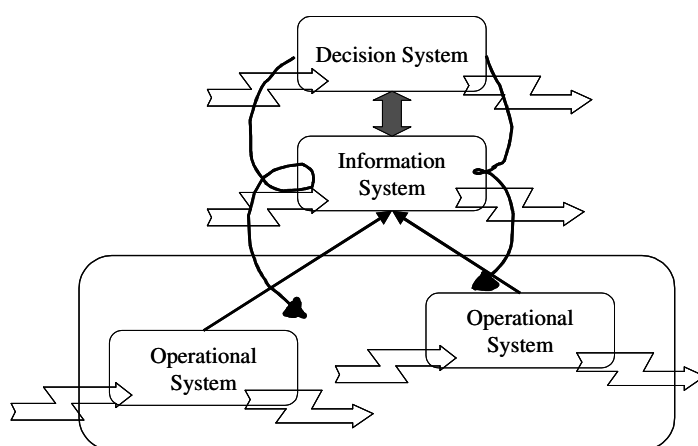 Decision System
Information
System
Operational
System
Operational
System